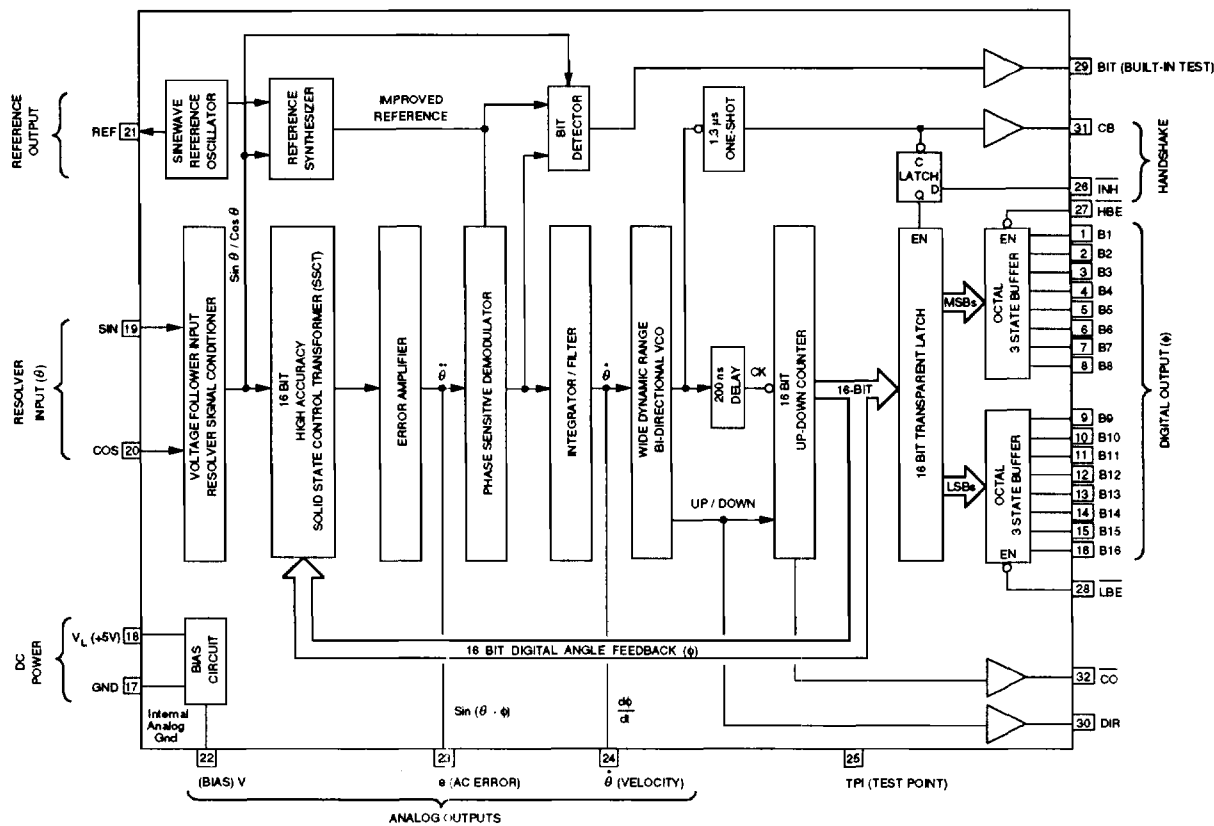 REFERENCE OUTPUT
REF 21
SINEWAVE REFERENCE OSCILLATOR
REFERENCE SYNTHESIZER
IMPROVED REFERENCE
BIT DETECTOR
1.3 µs ONE-SHOT
29 BIT (BUILT-IN TEST)
31 CB
HANDSHAKE
C
LATCH D
Q
26 INH
27 HBE
Sin θ / Cos θ
RESOLVER INPUT (θ)
SIN 19
COS 20
VOLTAGE FOLLOWER INPUT
RESOLVER SIGNAL CONDITIONER
16 BIT
HIGH ACCURACY
SOLID STATE CONTROL TRANSFORMER (SSCT)
ERROR AMPLIFIER
PHASE SENSITIVE DEMODULATOR
INTEGRATOR / FILTER
WIDE DYNAMIC RANGE
BI-DIRECTIONAL VCO
200 ns DELAY
16 BIT
UP-DOWN COUNTER
UP / DOWN
16-BIT
EN
16 BIT TRANSPARENT LATCH
MSBs
LSBs
EN
OCTAL
3 STATE BUFFER
1 B1
2 B2
3 B3
4 B4
5 B5
6 B6
7 B7
8 B8
OCTAL
3 STATE BUFFER
EN
9 B9
10 B10
11 B11
12 B12
13 B13
14 B14
15 B15
16 B16
DIGITAL OUTPUT (ϕ)
28 LBE
16 BIT DIGITAL ANGLE FEEDBACK (ϕ)
DC POWER
VL (+5V) 18
GND 17
BIAS CIRCUIT
Internal
Analog
Gnd
Sin (θ - ϕ)
dϕ
dt
32 CO
30 DIR
22
23
24
25
(BIAS) V
e (AC ERROR)
θ̇ (VELOCITY)
TPI (TEST POINT)
ANALOG OUTPUTS